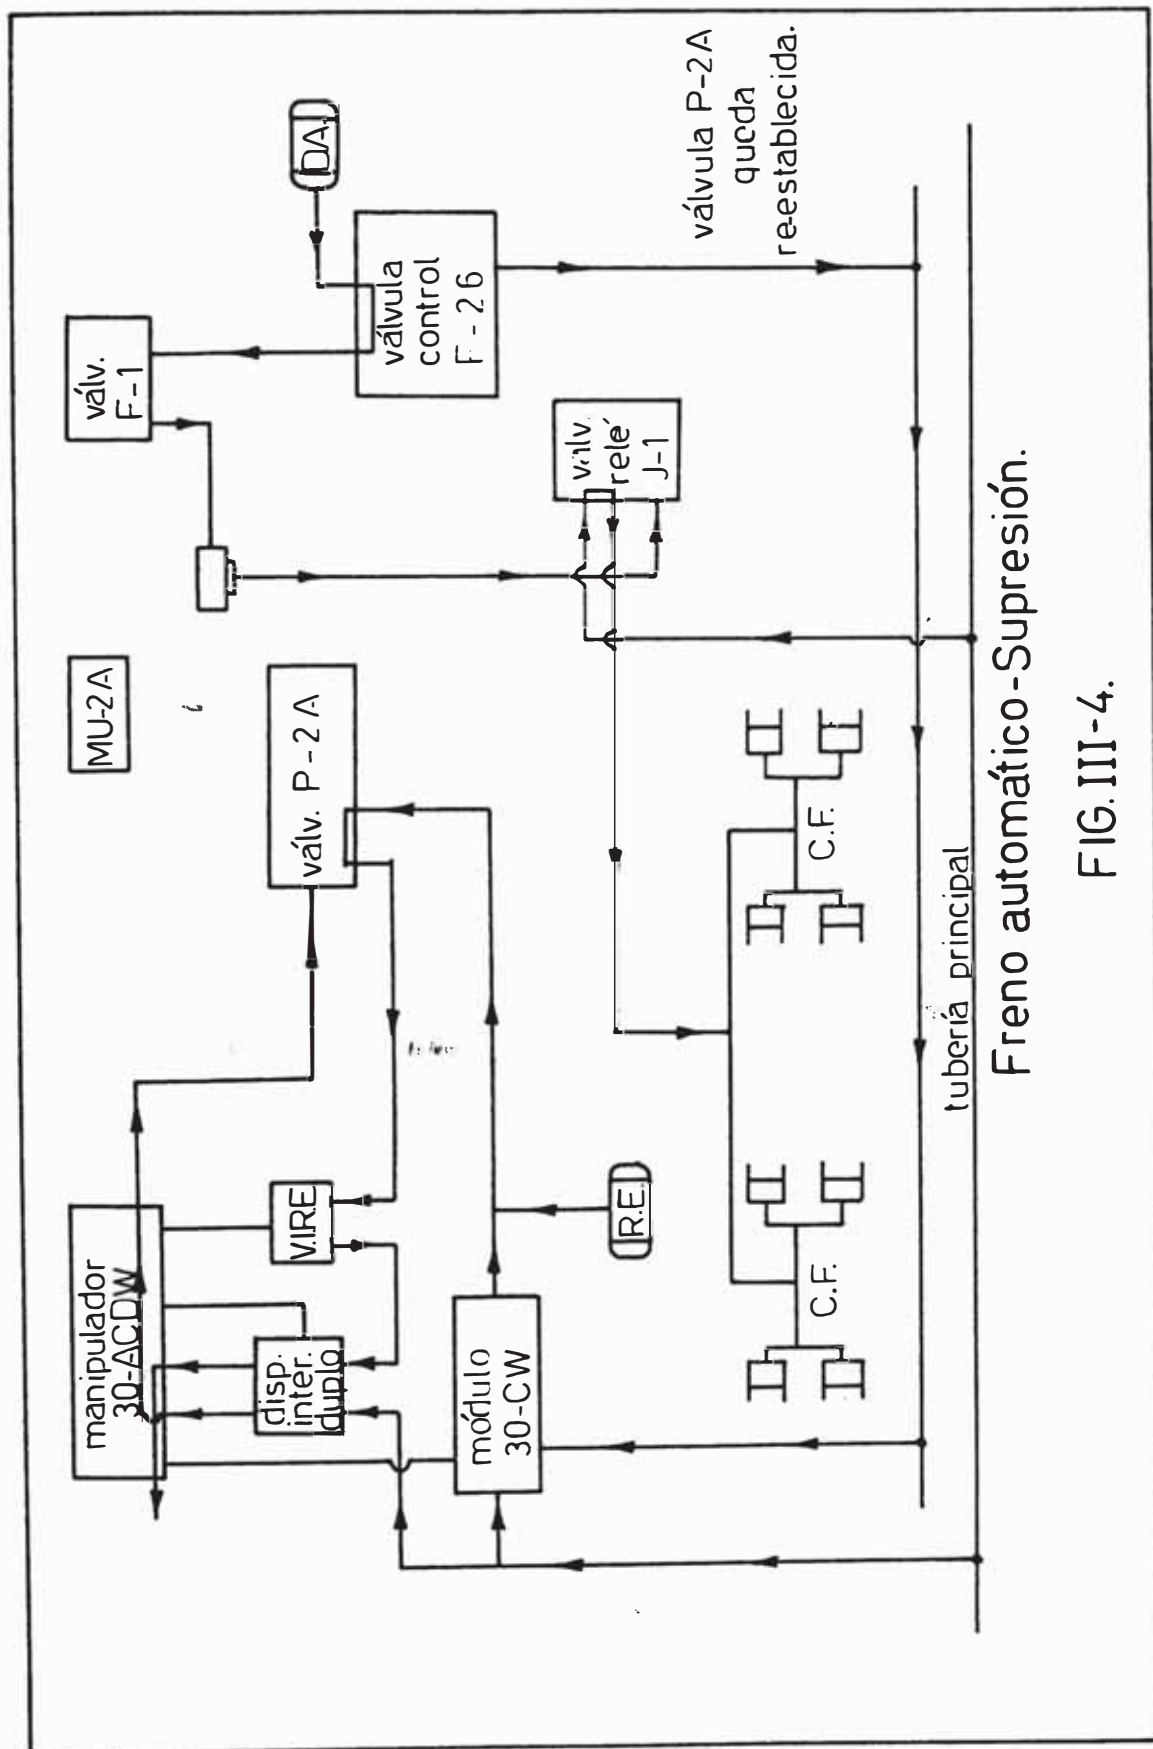 manipulador
30-ACDW
MU-2A
válv.
F-1
disp.
inter.
duplo
V.I.R.E
válv. P-2A
DA.
válvula
control
F-26
módulo
30-CW
R.E.
valv.
relé
J-1
válvula P-2A
queda
re-establecida.
C.F.
C.F.
tubería principal
Freno automático-Supresión.
FIG. III-4.